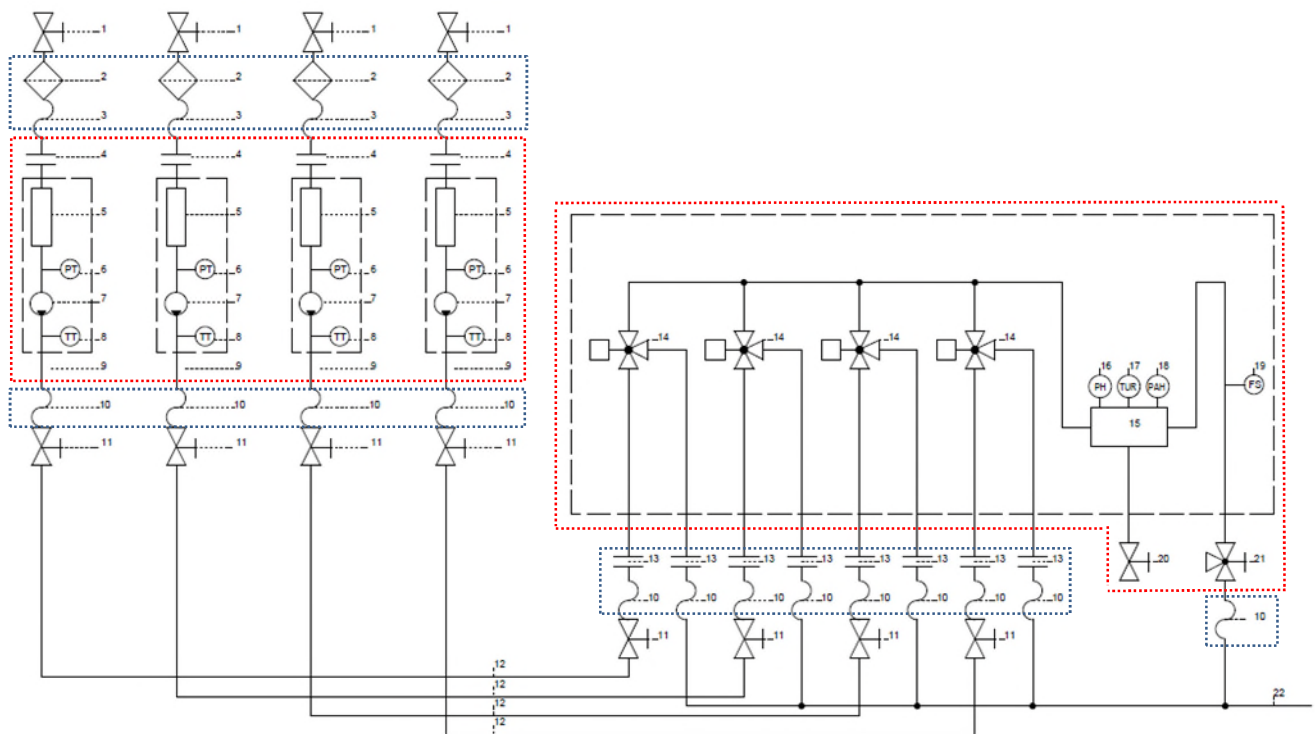 1 1 1 1
2 2 2 2
3 3 3 3
4 4 4 4
5 5 5 5
PT 6 PT 6 PT 6 PT 6
7 7 7 7
TT 8 TT 8 TT 8 TT 8
14 14 14 14
9 9 9 9
16 17 18 19
PH TUR PAH FS
10 10 10 10
15
11 11 11 11
13 13 13 13 13 13 13 13 20 21
10 10 10 10 10 10 10 10 10
11 11 11 11
12
12
12 22
12